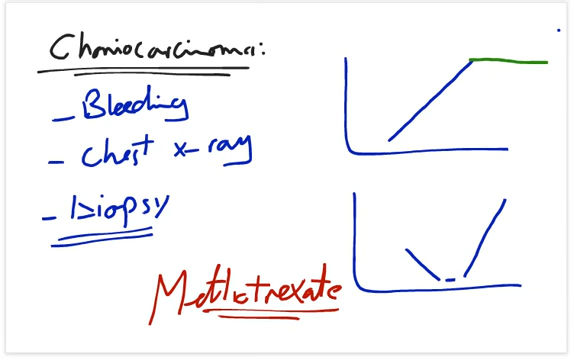 Choriocarcinoma:
- Bleeding
- Chest x-ray
- Biopsy
Methotrexate